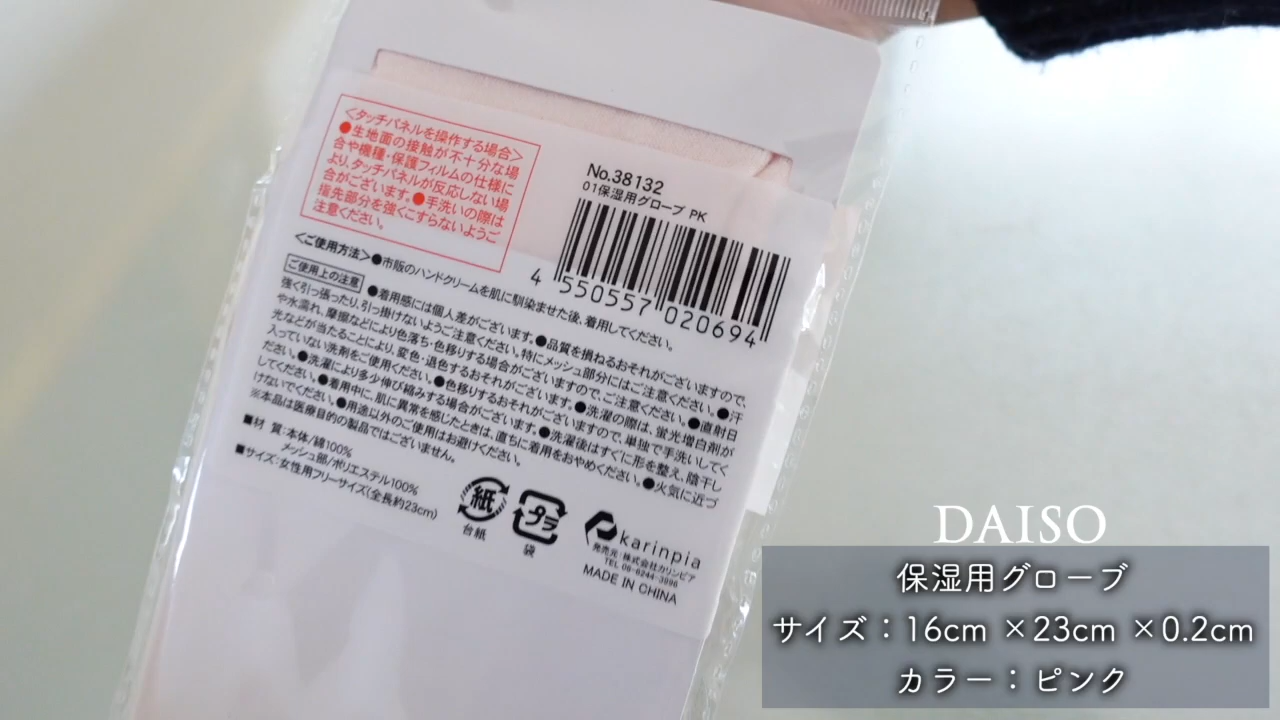 <タッチパネルを操作する場合>
●生地面の接触が不十分な場
合や機種・保護フィルムの仕様に
より、タッチパネルが反応しない場
合がございます。●手洗いの際は
指先部分を強くこすらないようご
注意ください。
No.38132
01保湿用グローブ PK
4 550557 020694
<ご使用方法>●市販のハンドクリームを肌に馴染ませた後、着用してください。
ご使用上の注意
●着用感には個人差がございます。●品質を損ねるおそれがございますので、
強く引っ張ったり、引っ掛けないようご注意ください。特にメッシュ部分にはご注意ください。●汗
や水濡れ、摩擦などにより色落ち・色移りする場合がございますので、ご注意ください。●直射日
光などが当たることにより、変色・退色するおそれがございます。●洗濯の際は、蛍光増白剤が
入っていない洗剤をご使用ください。●色移りするおそれがございますので、単独で手洗いしてく
ださい。●洗濯により多少伸び縮みする場合がございます。●洗濯後はすぐに形を整え、陰干し
してください。●着用中に、肌に異常を感じたときは、直ちに着用をおやめください。●火気に近づ
けないでください。●用途以外のご使用はお避けください。
※本品は医療目的の製品ではございません。
■材 質:本体/綿100%
メッシュ部/ポリエステル100%
■サイズ:女性用フリーサイズ(全長約23cm)
紙
台紙
プラ
袋
karinpia
発売元:株式会社カリンピア
TEL 06-6244-3996
MADE IN CHINA
DAISO
保湿用グローブ
サイズ：16cm ×23cm ×0.2cm
カラー：ピンク